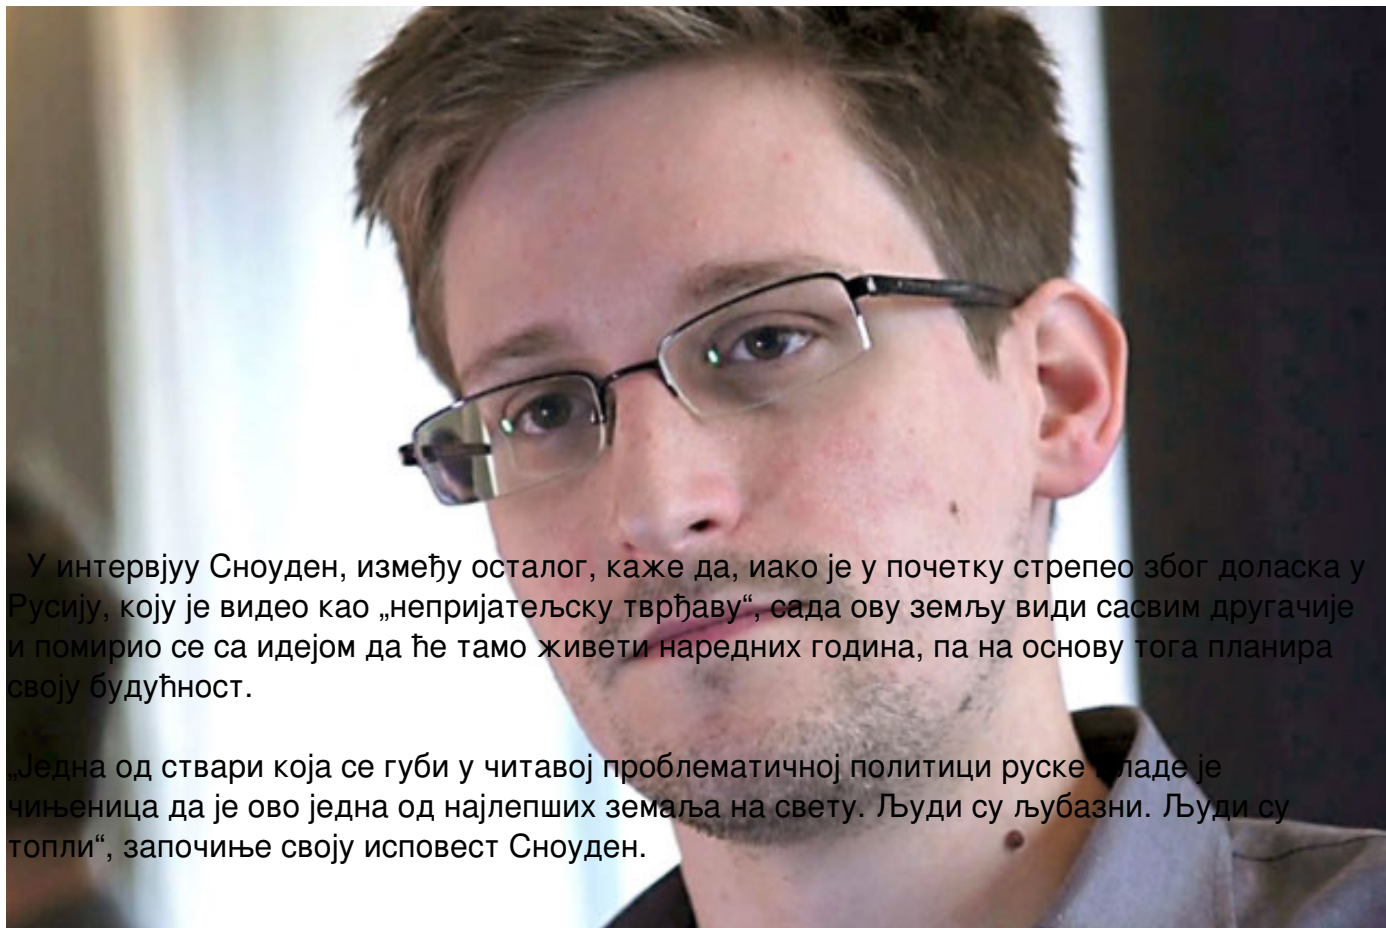 У интервјуу Сноуден, између осталог, каже да, иако је у почетку стрепео због доласка у
Русију, коју је видео као „непријатељску тврђаву“, сада ову земљу види сасвим другачије
и помирио се са идејом да ће тамо живети наредних година, па на основу тога планира
своју будућност.
„Једна од ствари која се губи у читавој проблематичној политици руске владе је
чињеница да је ово једна од најлепших земаља на свету. Људи су љубазни. Људи су
топли“, започиње своју исповест Сноуден.